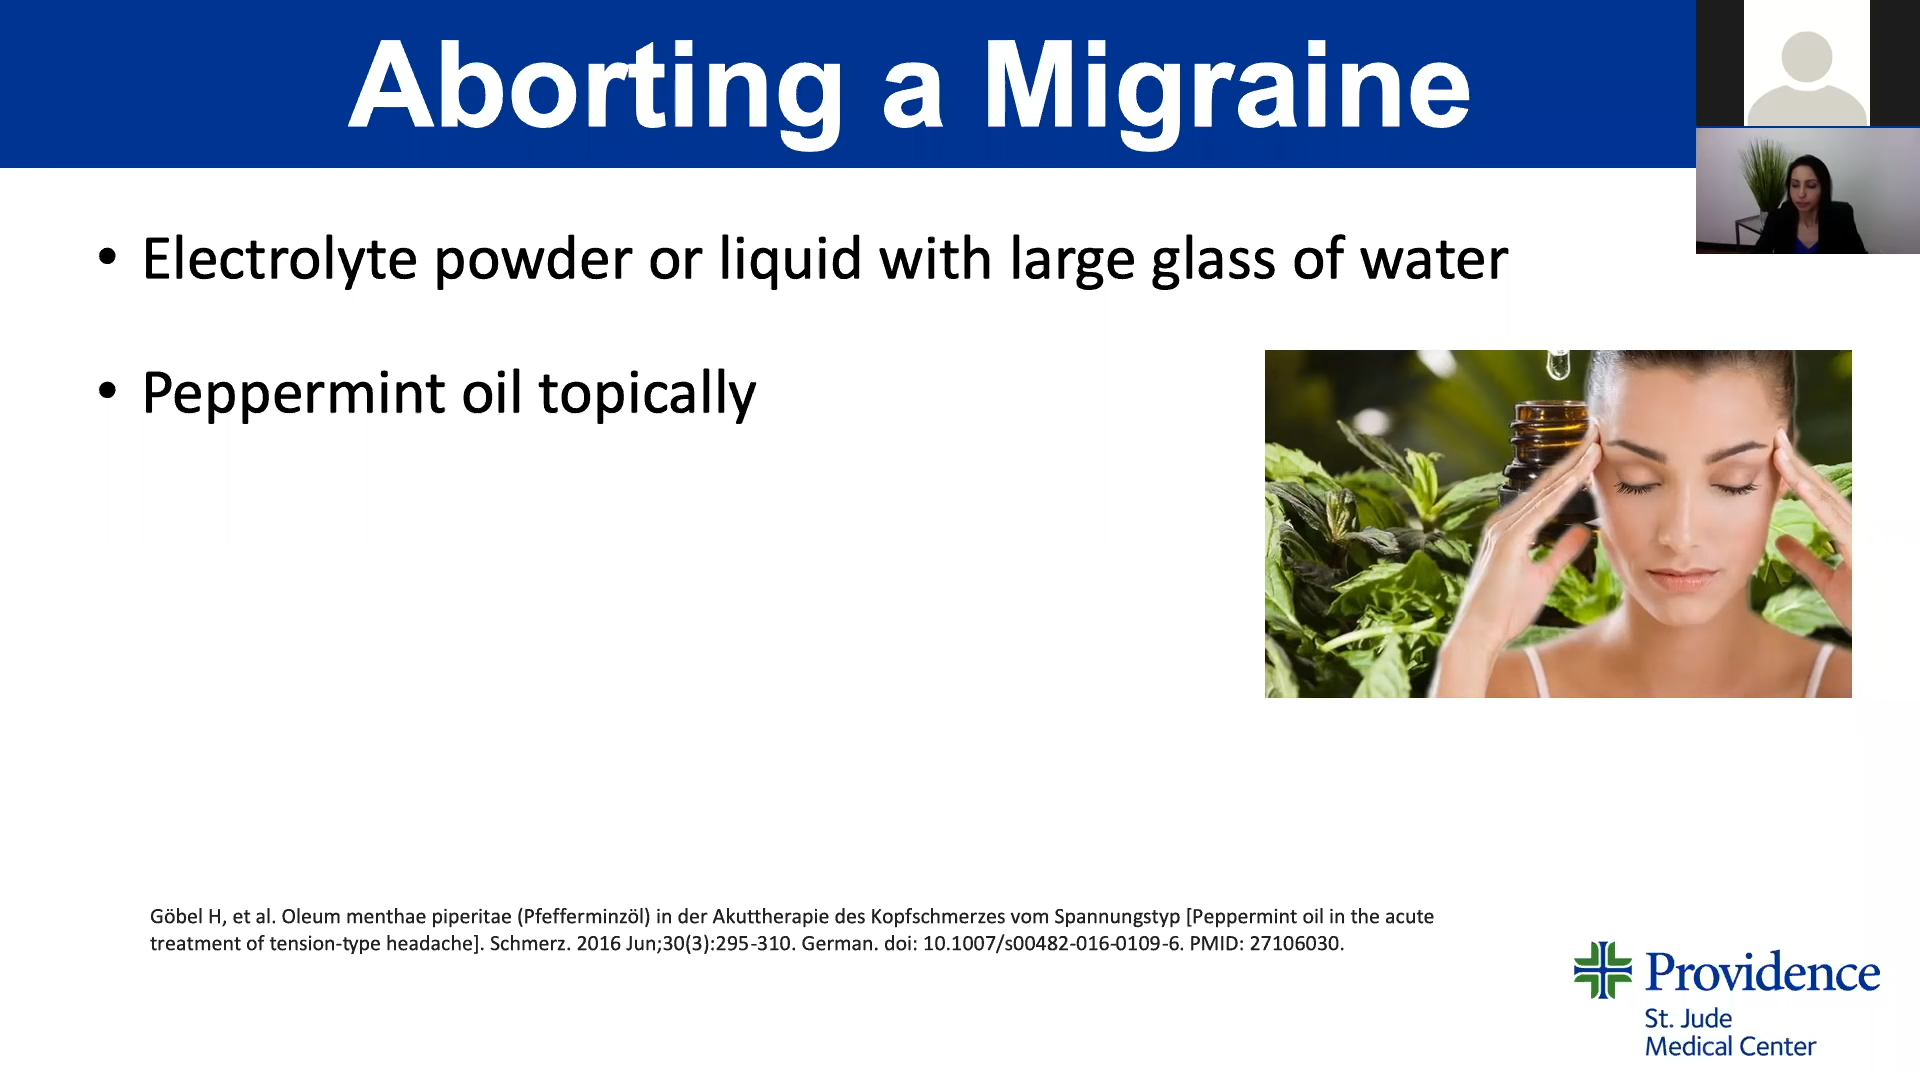 Aborting a Migraine
• Electrolyte powder or liquid with large glass of water
• Peppermint oil topically
Göbel H, et al. Oleum menthae piperitae (Pfefferminzöl) in der Akuttherapie des Kopfschmerzes vom Spannungstyp [Peppermint oil in the acute
treatment of tension-type headache]. Schmerz. 2016 Jun;30(3):295-310. German. doi: 10.1007/s00482-016-0109-6. PMID: 27106030.
Providence
St. Jude
Medical Center